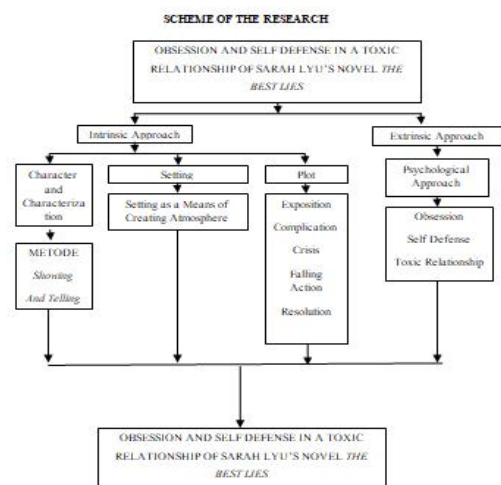 SCHEME OF THE RESEARCH
OBSESSION AND SELF DEFENSE IN A TOXIC
RELATIONSHIP OF SARAH LYU'S NOVEL THE
BEST LIES
Intrinsic Approach
Extrinsic Approach
Character
and
Characteriza
tion
Setting
Plot
Psychological
Approach
Setting as a Means of
Creating Atmosphere
Exposition
Complication
Crisis
Falling
Action
Resolution
Obsession
Self Defense
Toxic Relationship
METODE
Showing
And Telling
OBSESSION AND SELF DEFENSE IN A TOXIC
RELATIONSHIP OF SARAH LYU'S NOVEL THE
BEST LIES